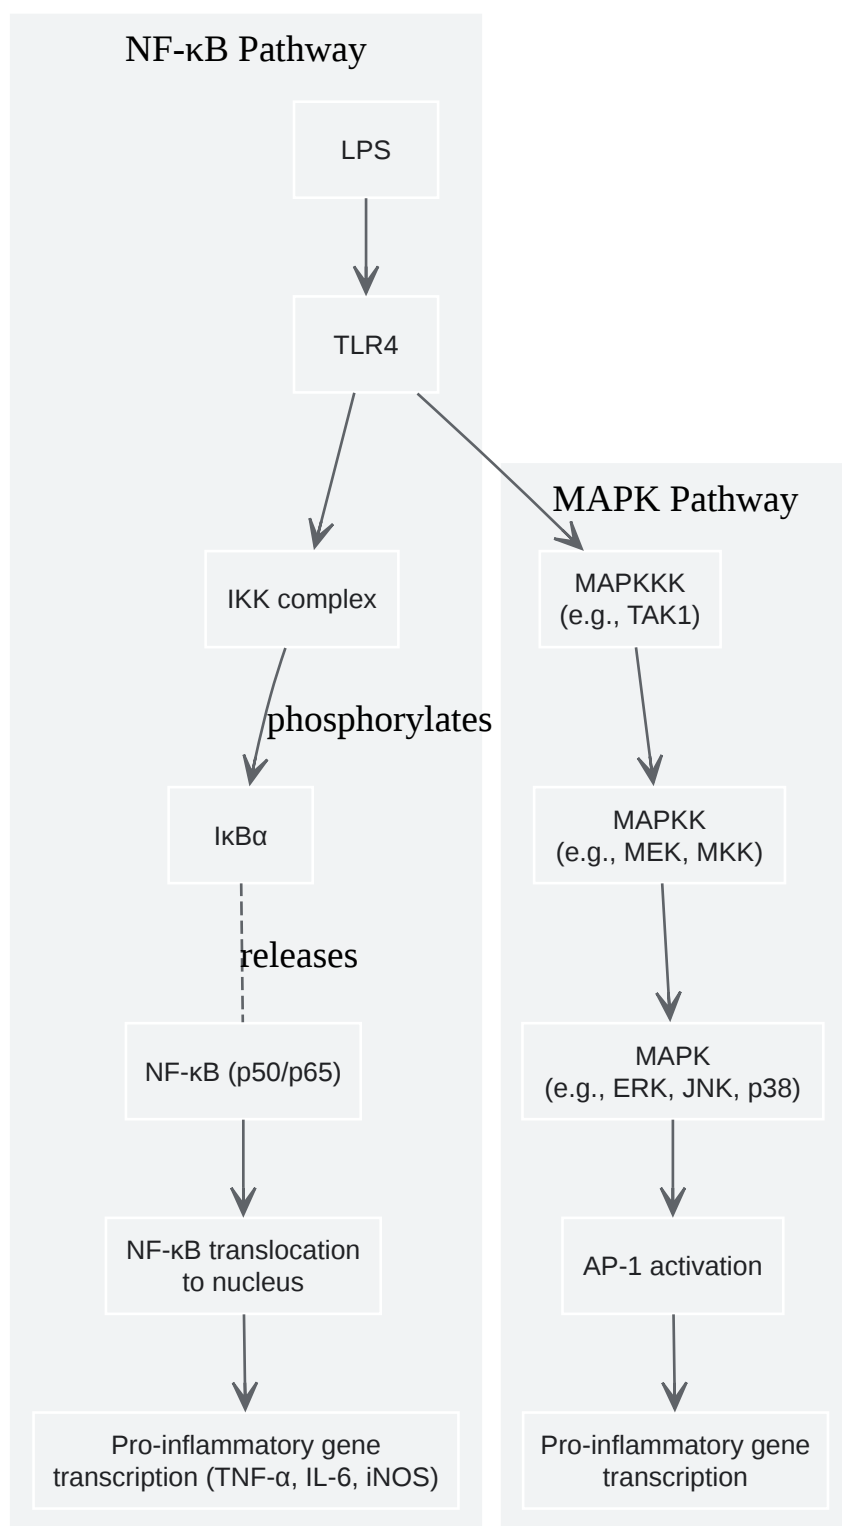 NF-κB Pathway
LPS
TLR4
IKK complex
phosphorylates
IκBα
releases
NF-κB (p50/p65)
NF-κB translocation
to nucleus
Pro-inflammatory gene
transcription (TNF-α, IL-6, iNOS)
MAPK Pathway
MAPKKK
(e.g., TAK1)
MAPKK
(e.g., MEK, MKK)
MAPK
(e.g., ERK, JNK, p38)
AP-1 activation
Pro-inflammatory gene
transcription